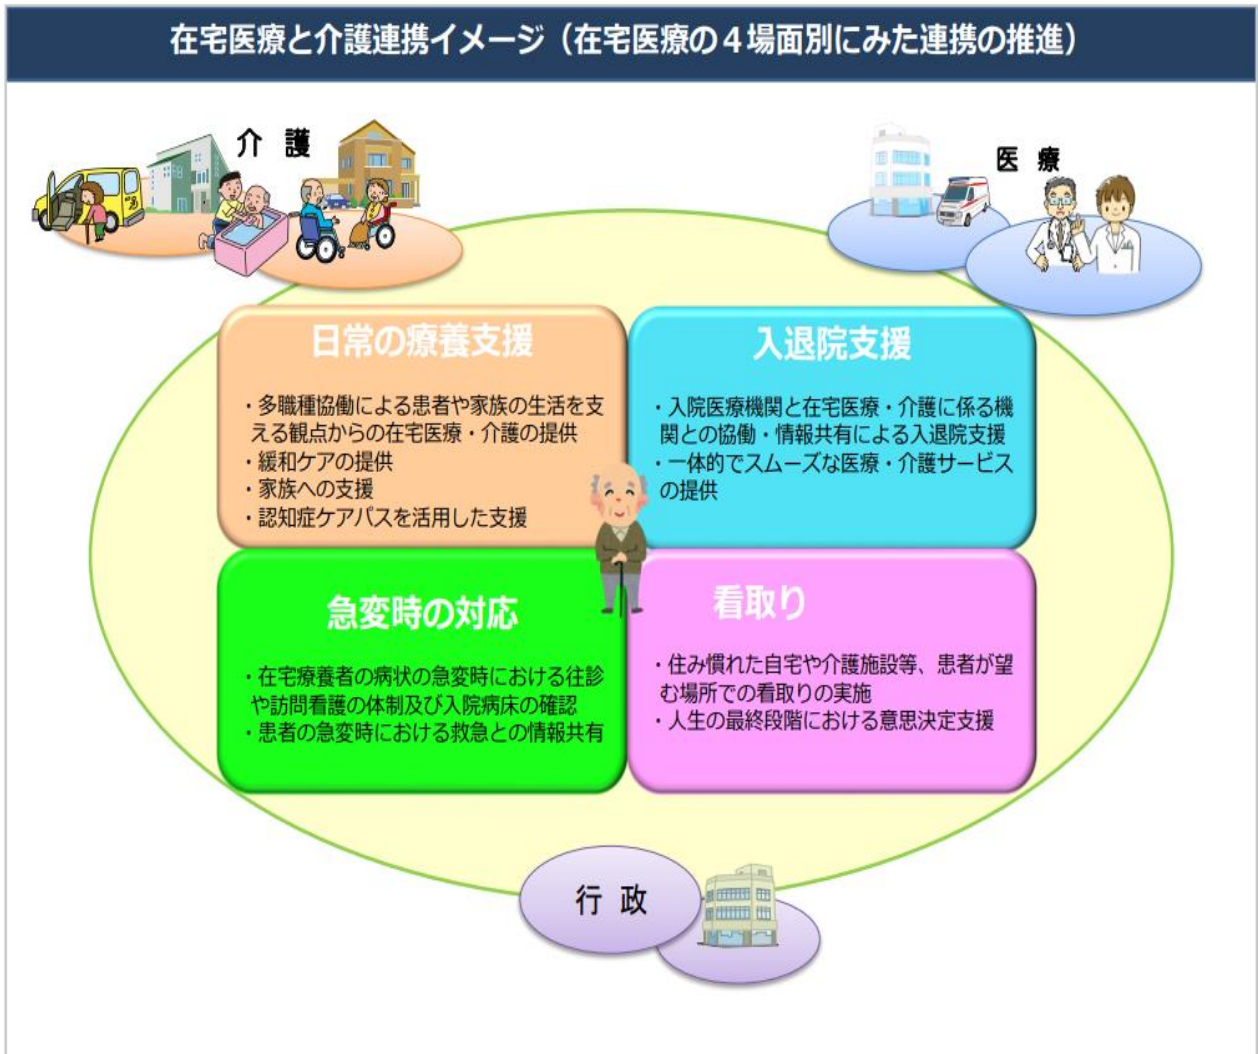 在宅医療と介護連携イメージ（在宅医療の４場面別にみた連携の推進）
介 護
医 療
日常の療養支援
・多職種協働による患者や家族の生活を支
える観点からの在宅医療・介護の提供
・緩和ケアの提供
・家族への支援
・認知症ケアパスを活用した支援
入退院支援
・入院医療機関と在宅医療・介護に係る機
関との協働・情報共有による入退院支援
・一体的でスムーズな医療・介護サービス
の提供
急変時の対応
・在宅療養者の病状の急変時における往診
や訪問看護の体制及び入院病床の確認
・患者の急変時における救急との情報共有
看取り
・住み慣れた自宅や介護施設等、患者が望
む場所での看取りの実施
・人生の最終段階における意思決定支援
行 政